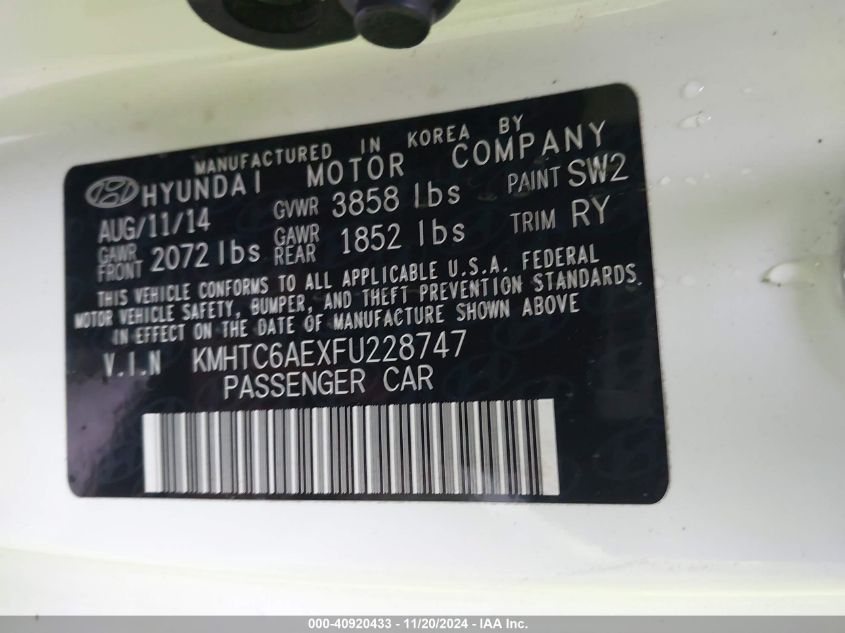 MANUFACTURED IN KOREA BY
HYUNDAI MOTOR COMPANY
AUG/11/14 GVWR 3858 lbs PAINT SW2
GAWR FRONT 2072 lbs GAWR REAR 1852 lbs TRIM RY
THIS VEHICLE CONFORMS TO ALL APPLICABLE U.S.A. FEDERAL
MOTOR VEHICLE SAFETY, BUMPER, AND THEFT PREVENTION STANDARDS
IN EFFECT ON THE DATE OF MANUFACTURE SHOWN ABOVE
V.I.N KMHTC6AEXFU228747
PASSENGER CAR
000-40920433 - 11/20/2024 - IAA Inc.